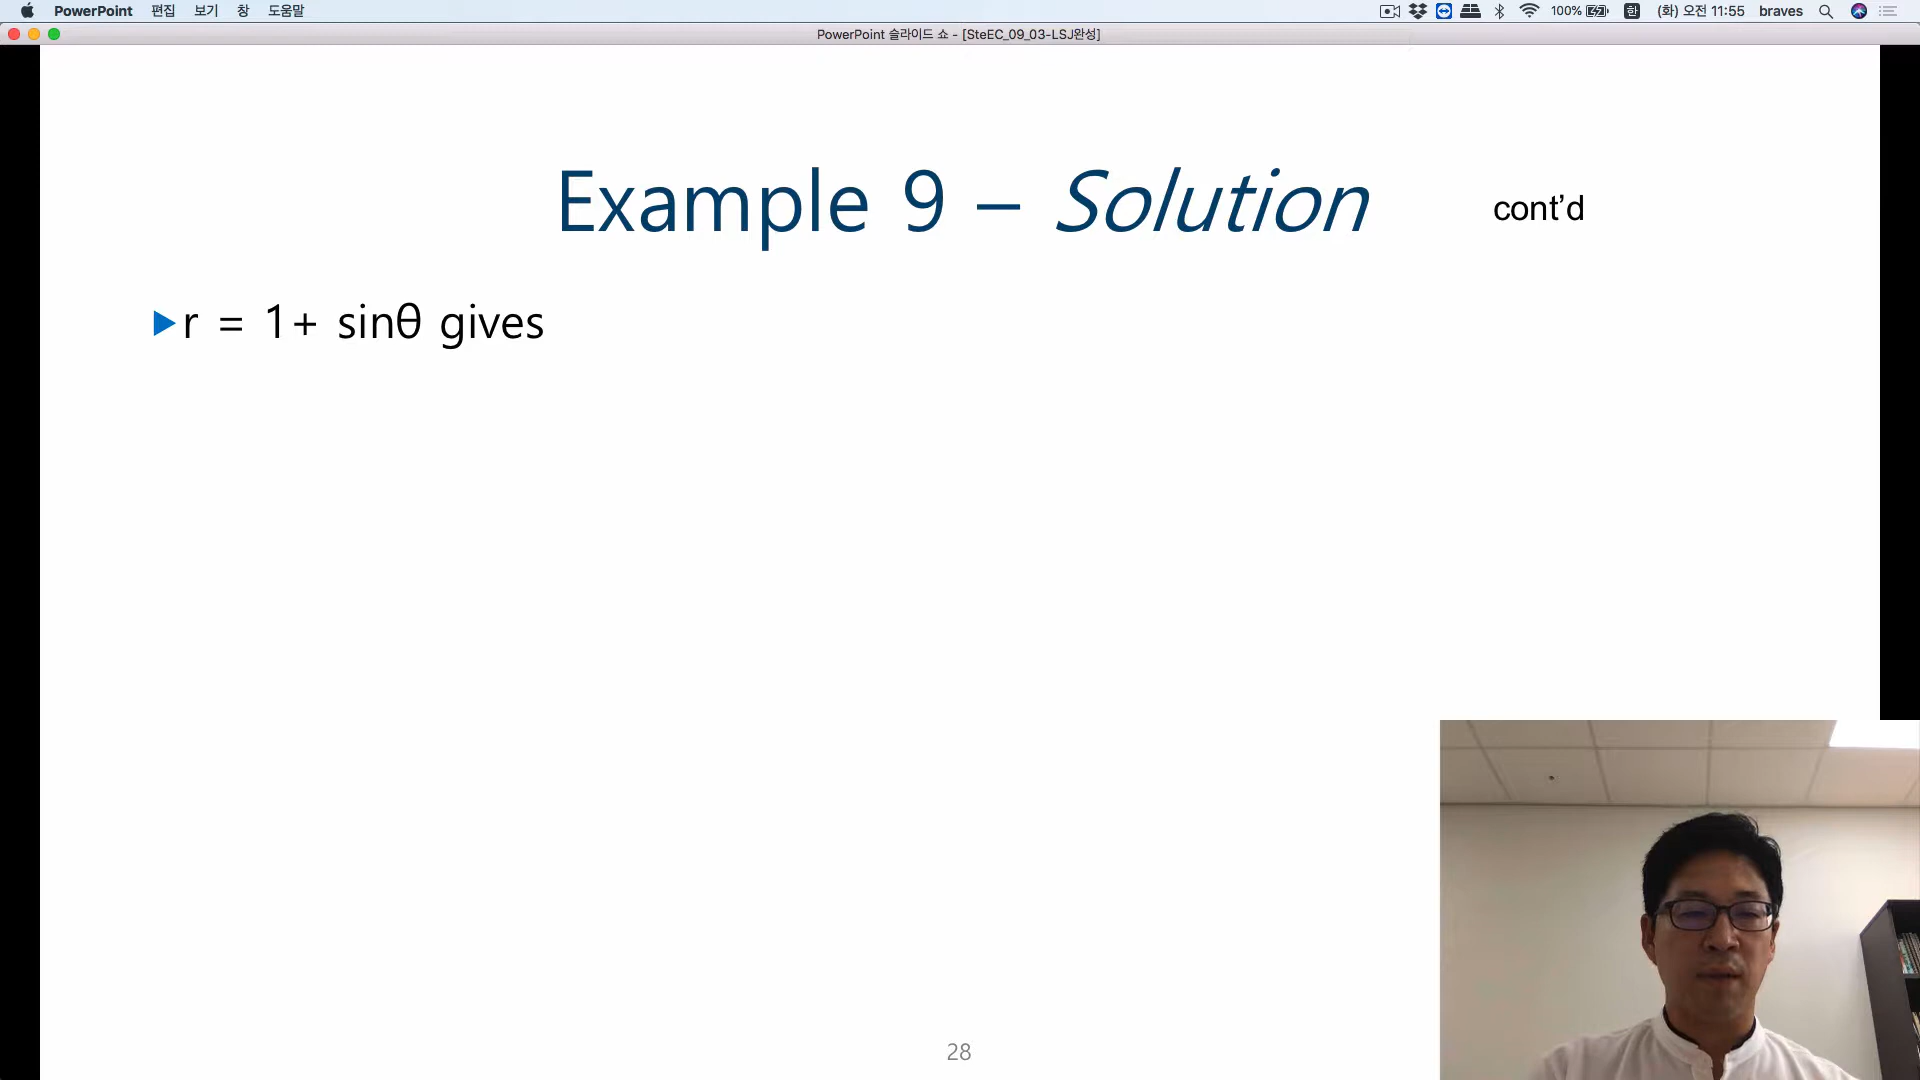 PowerPoint 편집 보기 창 도움말 100% 한 (화) 오전 11:55 braves
PowerPoint 슬라이드 쇼 - [SteEC_09_03-LSJ완성]
Example 9 – Solution cont’d
r = 1+ sinθ gives
28